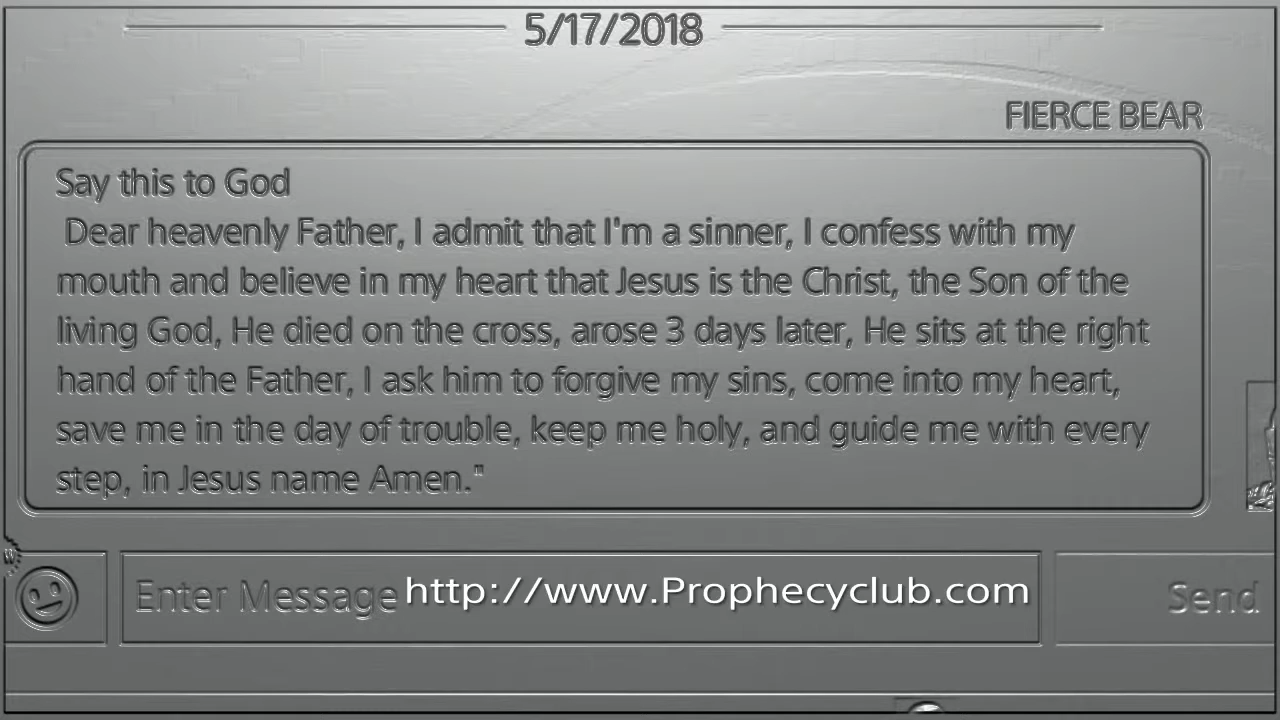 5/17/2018
FIERCE BEAR
Say this to God
Dear heavenly Father, I admit that I'm a sinner, I confess with my
mouth and believe in my heart that Jesus is the Christ, the Son of the
living God, He died on the cross, arose 3 days later, He sits at the right
hand of the Father, I ask him to forgive my sins, come into my heart,
save me in the day of trouble, keep me holy, and guide me with every
step, in Jesus name Amen."
Enter Message http://www.Prophecyclub.com Send